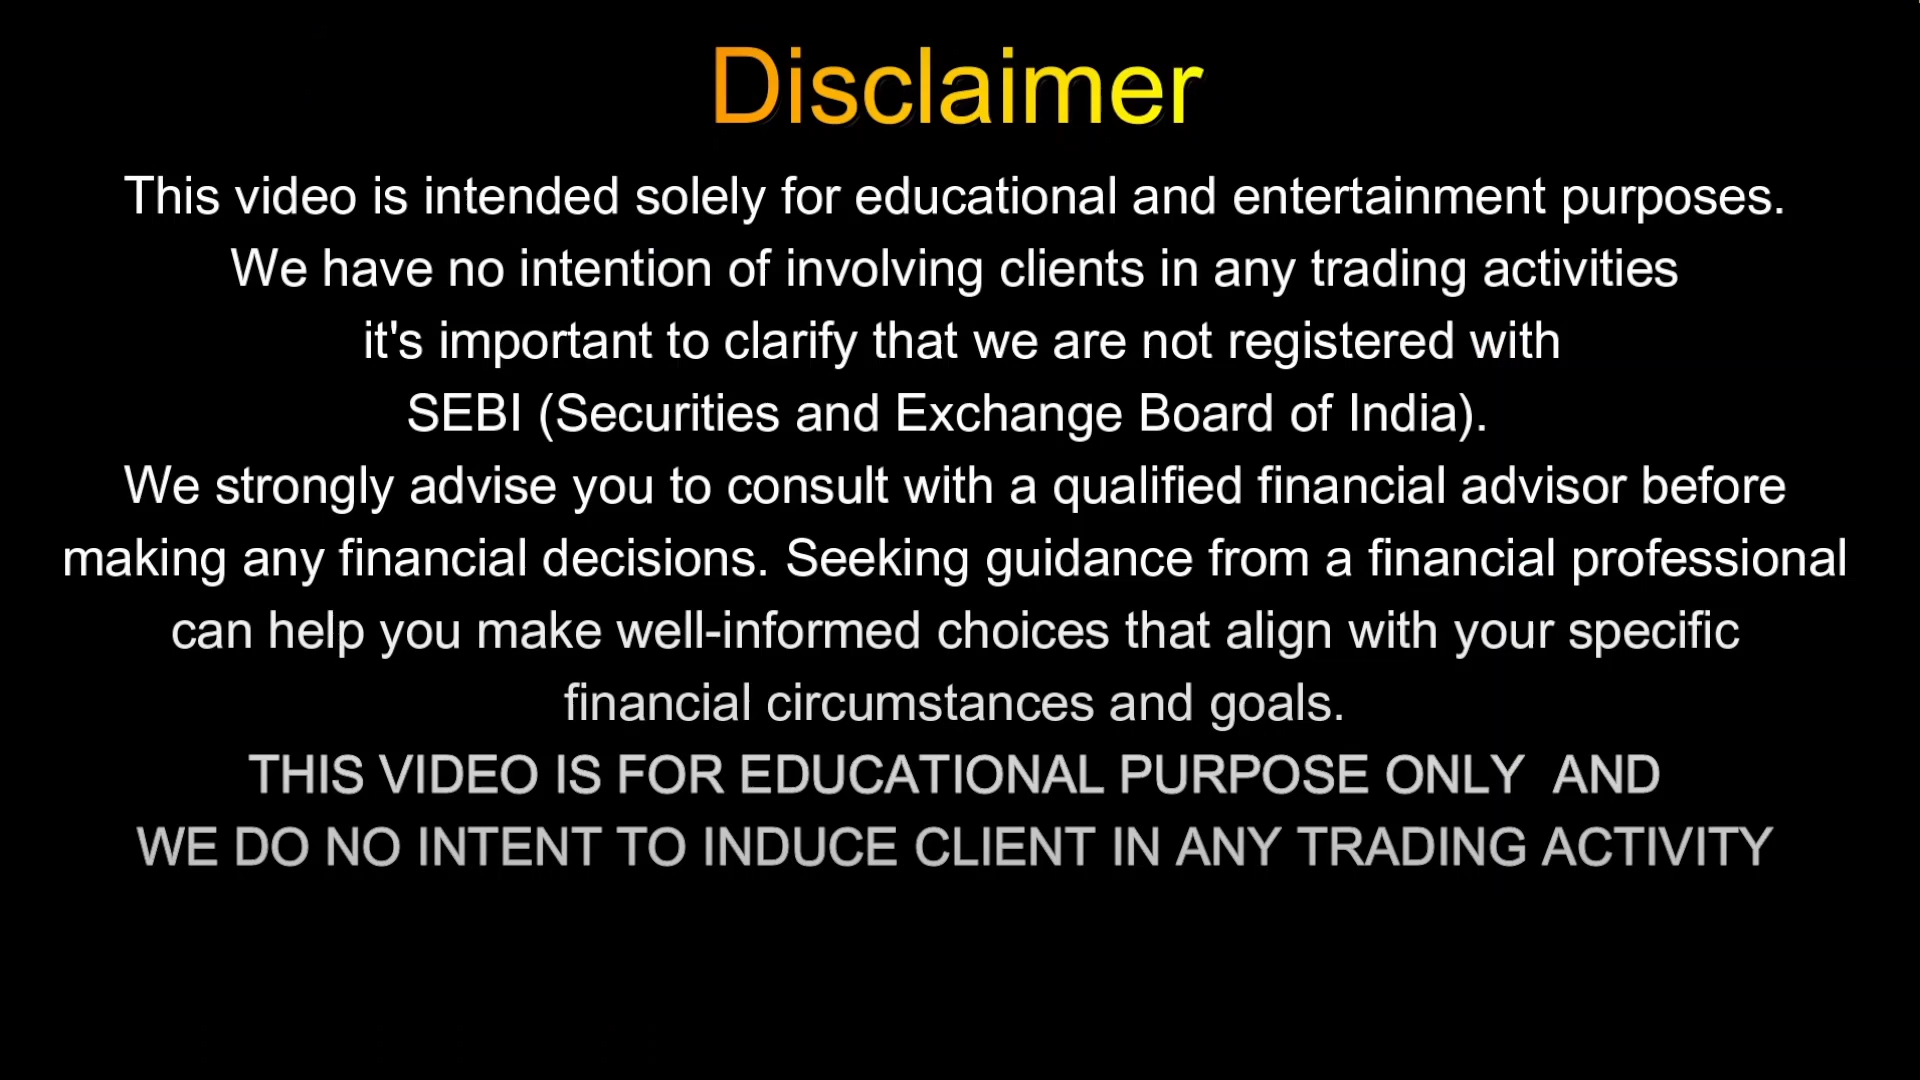 Disclaimer
This video is intended solely for educational and entertainment purposes.
We have no intention of involving clients in any trading activities
it's important to clarify that we are not registered with
SEBI (Securities and Exchange Board of India).
We strongly advise you to consult with a qualified financial advisor before
making any financial decisions. Seeking guidance from a financial professional
can help you make well-informed choices that align with your specific
financial circumstances and goals.
THIS VIDEO IS FOR EDUCATIONAL PURPOSE ONLY  AND
WE DO NO INTENT TO INDUCE CLIENT IN ANY TRADING ACTIVITY